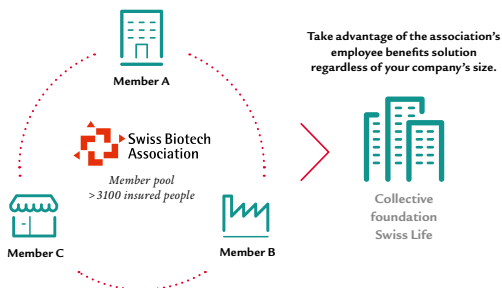 Member A
Swiss Biotech
Association
Member pool
>3100 insured people
Member C
Member B
Take advantage of the association's
employee benefits solution
regardless of your company's size.
Collective
foundation
Swiss Life